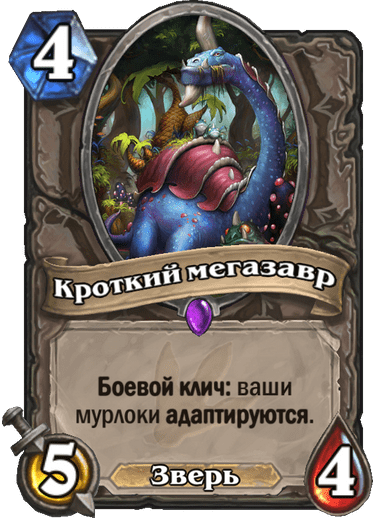 4
Кроткий мегазавр
Боевой клич: ваши
мурлоки адаптируются.
5
Зверь
4